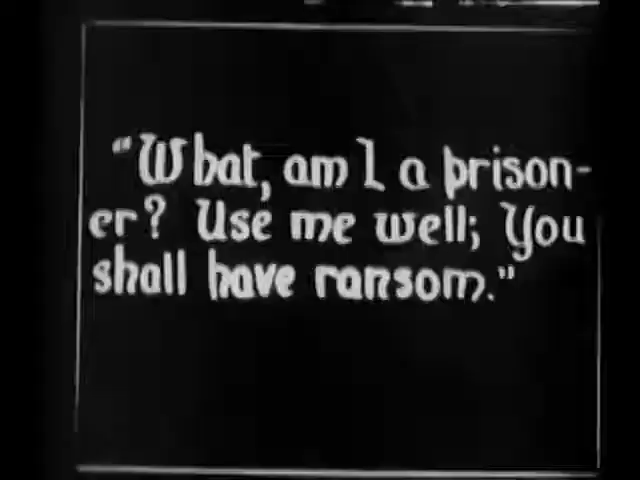 "What, am I a prison-
er? Use me well; You
shall have ransom."